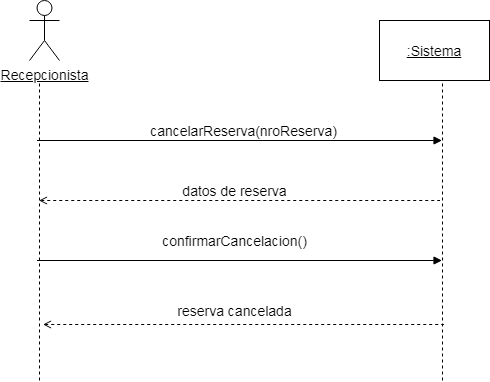 Recepcionista
:Sistema
cancelarReserva(nroReserva)
datos de reserva
confirmarCancelacion()
reserva cancelada